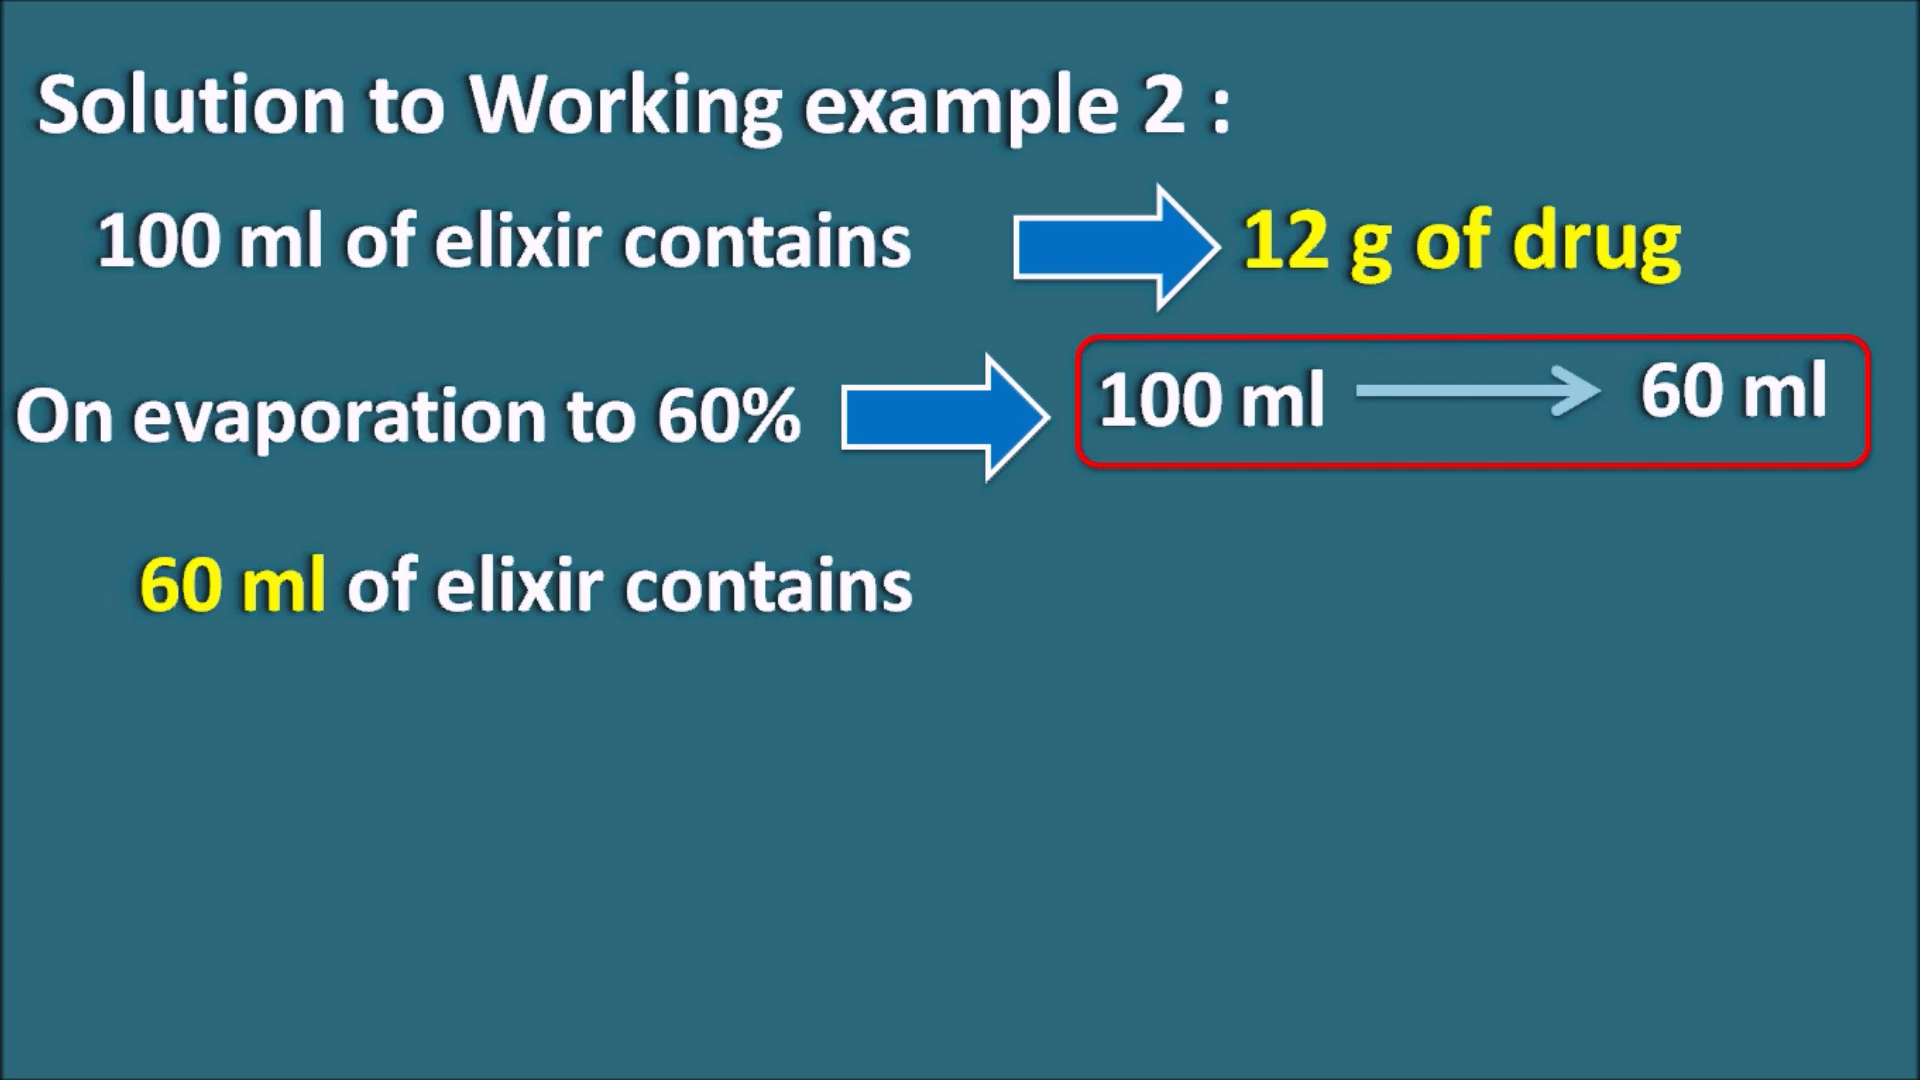 Solution to Working example 2 :
100 ml of elixir contains 12 g of drug
On evaporation to 60% 100 ml 60 ml
60 ml of elixir contains